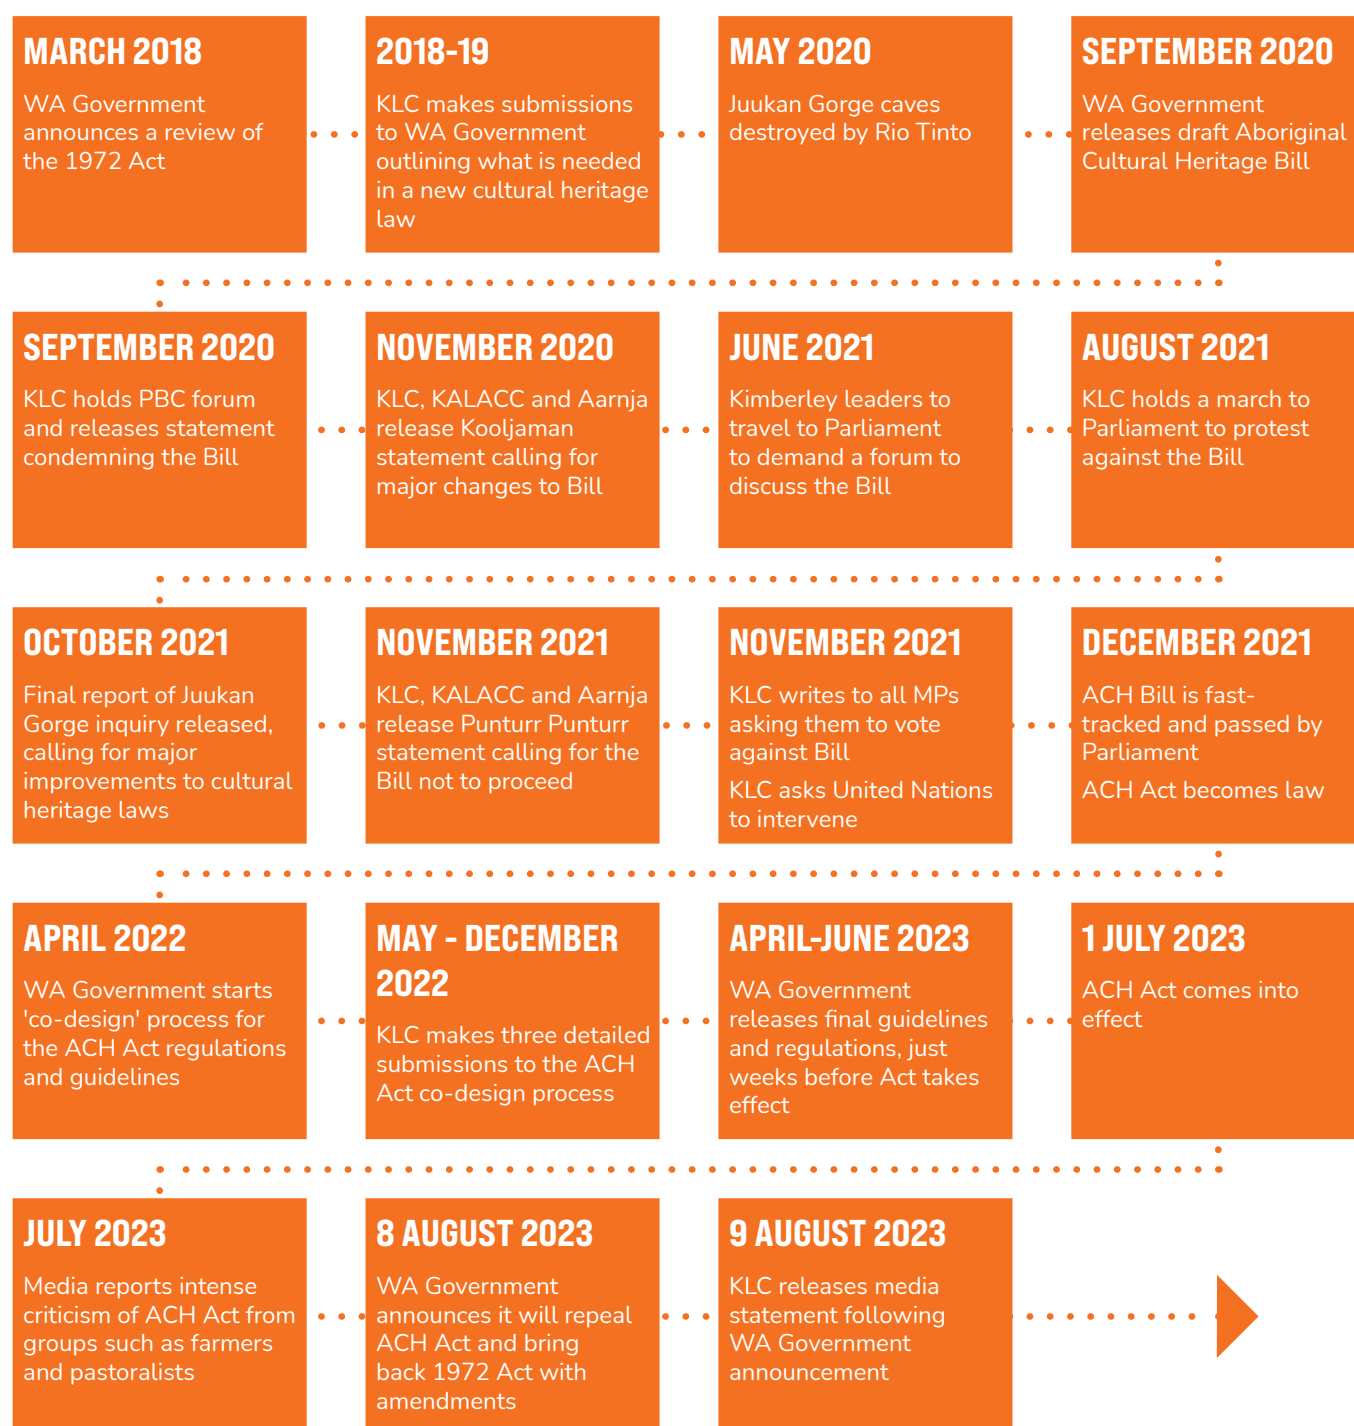 MARCH 2018
WA Government
announces a review of
the 1972 Act
2018-19
KLC makes submissions
to WA Government
outlining what is needed
in a new cultural heritage
law
MAY 2020
Juukan Gorge caves
destroyed by Rio Tinto
SEPTEMBER 2020
WA Government
releases draft Aboriginal
Cultural Heritage Bill
SEPTEMBER 2020
KLC holds PBC forum
and releases statement
condemning the Bill
NOVEMBER 2020
KLC, KALACC and Aarnja
release Kooljaman
statement calling for
major changes to Bill
JUNE 2021
Kimberley leaders to
travel to Parliament
to demand a forum to
discuss the Bill
AUGUST 2021
KLC holds a march to
Parliament to protest
against the Bill
OCTOBER 2021
Final report of Juukan
Gorge inquiry released,
calling for major
improvements to cultural
heritage laws
NOVEMBER 2021
KLC, KALACC and Aarnja
release Punturr Punturr
statement calling for the
Bill not to proceed
NOVEMBER 2021
KLC writes to all MPs
asking them to vote
against Bill
KLC asks United Nations
to intervene
DECEMBER 2021
ACH Bill is fast-
tracked and passed by
Parliament
ACH Act becomes law
APRIL 2022
WA Government starts
'co-design' process for
the ACH Act regulations
and guidelines
MAY - DECEMBER
2022
KLC makes three detailed
submissions to the ACH
Act co-design process
APRIL-JUNE 2023
WA Government
releases final guidelines
and regulations, just
weeks before Act takes
effect
1 JULY 2023
ACH Act comes into
effect
JULY 2023
Media reports intense
criticism of ACH Act from
groups such as farmers
and pastoralists
8 AUGUST 2023
WA Government
announces it will repeal
ACH Act and bring
back 1972 Act with
amendments
9 AUGUST 2023
KLC releases media
statement following
WA Government
announcement